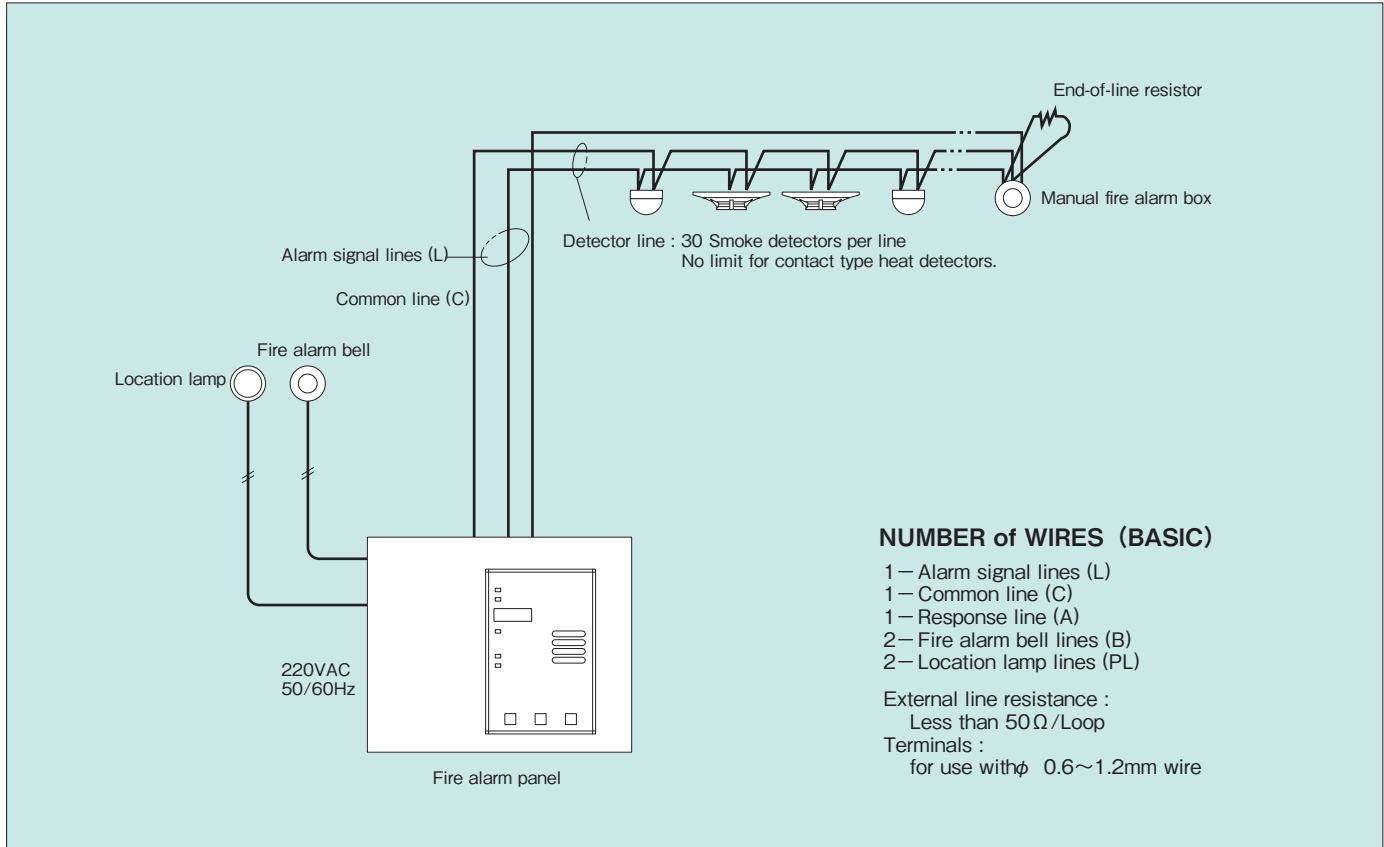 End-of-line resistor
Manual fire alarm box
Detector line : 30 Smoke detectors per line
No limit for contact type heat detectors.
Alarm signal lines (L)
Common line (C)
Fire alarm bell
Location lamp
220VAC
50/60Hz
Fire alarm panel
NUMBER of WIRES (BASIC)
1－Alarm signal lines (L)
1－Common line (C)
1－Response line (A)
2－Fire alarm bell lines (B)
2－Location lamp lines (PL)
External line resistance :
Less than 50Ω/Loop
Terminals :
for use withφ 0.6～1.2mm wire